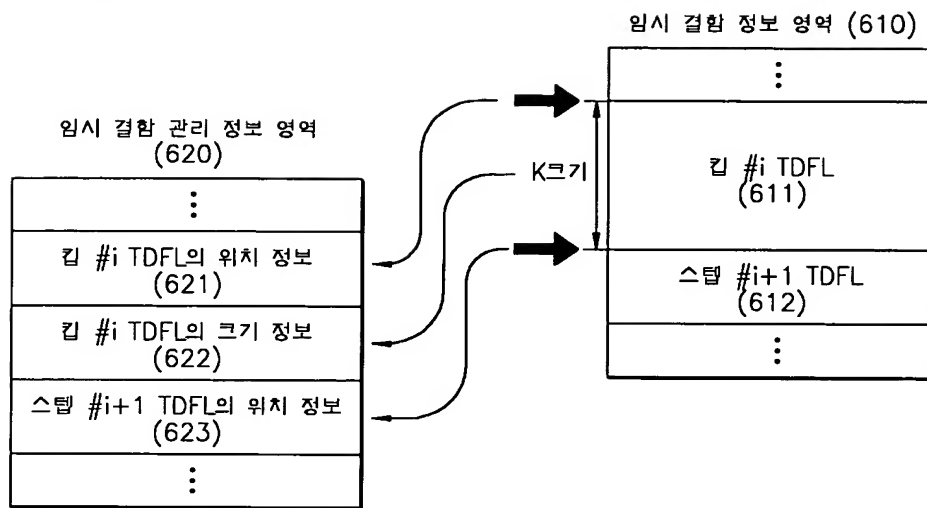 임시 결함 정보 영역 (610)
⋮
킵 #i TDFL
(611)
스텝 #i+1 TDFL
(612)
⋮
K크기
임시 결함 관리 정보 영역
(620)
⋮
킵 #i TDFL의 위치 정보
(621)
킵 #i TDFL의 크기 정보
(622)
스텝 #i+1 TDFL의 위치 정보
(623)
⋮